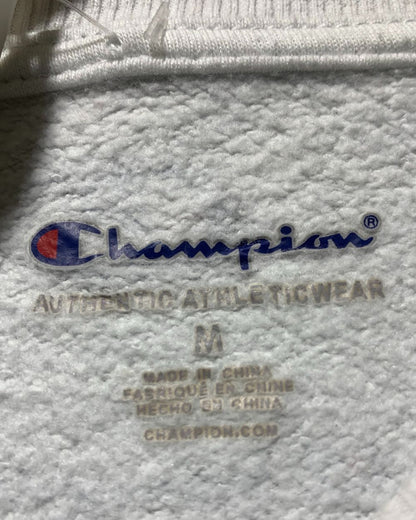 Champion®
AUTHENTIC ATHLETICWEAR
M
MADE IN CHINA
FABRIQUÉ EN CHINE
HECHO EN CHINA
CHAMPION.COM